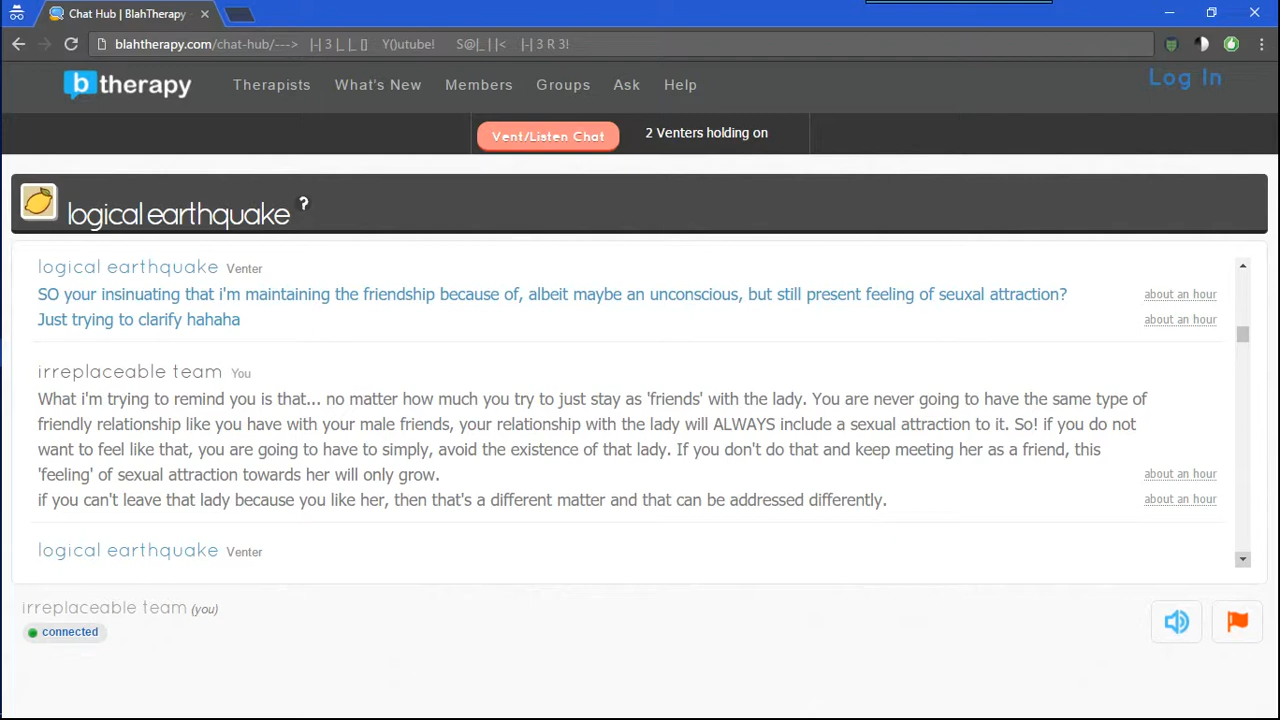 Chat Hub | BlahTherapy
blahtherapy.com/chat-hub/---> |-| 3 |_ |_ [] Y()utube! S@|_ | |< |-| 3 R 3!
b therapy Therapists What's New Members Groups Ask Help Log In
Vent/Listen Chat 2 Venters holding on
logical earthquake ?
logical earthquake Venter
SO your insinuating that i'm maintaining the friendship because of, albeit maybe an unconscious, but still present feeling of seuxal attraction? about an hour
Just trying to clarify hahaha about an hour
irreplaceable team You
What i'm trying to remind you is that... no matter how much you try to just stay as 'friends' with the lady. You are never going to have the same type of
friendly relationship like you have with your male friends, your relationship with the lady will ALWAYS include a sexual attraction to it. So! if you do not
want to feel like that, you are going to have to simply, avoid the existence of that lady. If you don't do that and keep meeting her as a friend, this
'feeling' of sexual attraction towards her will only grow. about an hour
if you can't leave that lady because you like her, then that's a different matter and that can be addressed differently. about an hour
logical earthquake Venter
irreplaceable team (you)
connected